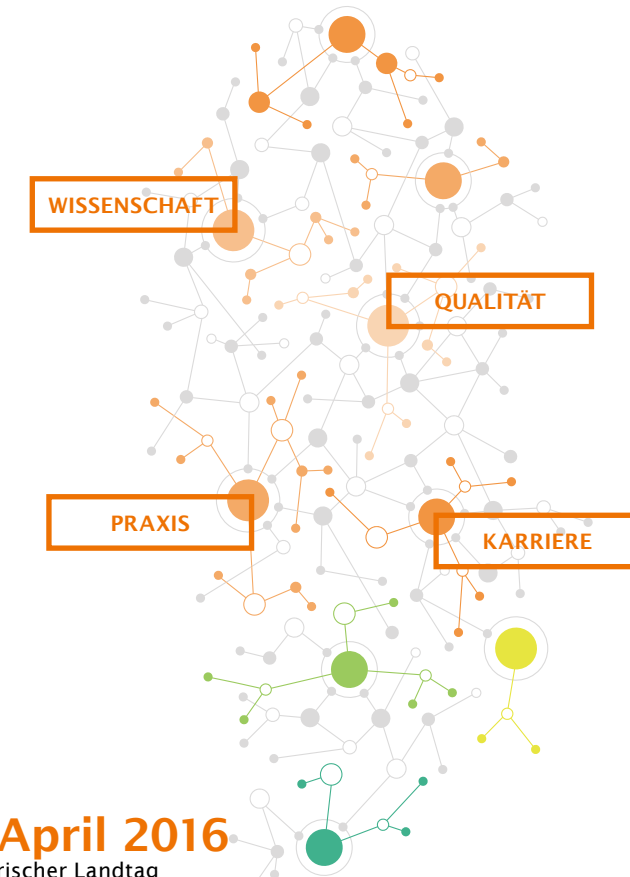 WISSENSCHAFT
QUALITÄT
PRAXIS
KARRIERE
April 2016
rischer Landtag